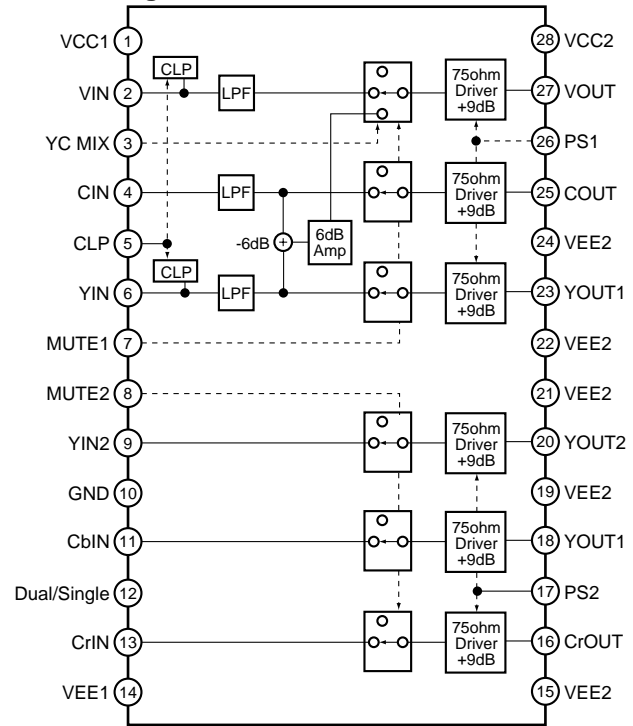 VCC1 1
VIN 2
YC MIX 3
CIN 4
CLP 5
YIN 6
MUTE1 7
MUTE2 8
YIN2 9
GND 10
CbIN 11
Dual/Single 12
CrIN 13
VEE1 14
CLP
LPF
LPF
-6dB
+
6dB
Amp
CLP
LPF
75ohm
Driver
+9dB
75ohm
Driver
+9dB
75ohm
Driver
+9dB
75ohm
Driver
+9dB
75ohm
Driver
+9dB
75ohm
Driver
+9dB
28 VCC2
27 VOUT
26 PS1
25 COUT
24 VEE2
23 YOUT1
22 VEE2
21 VEE2
20 YOUT2
19 VEE2
18 YOUT1
17 PS2
16 CrOUT
15 VEE2